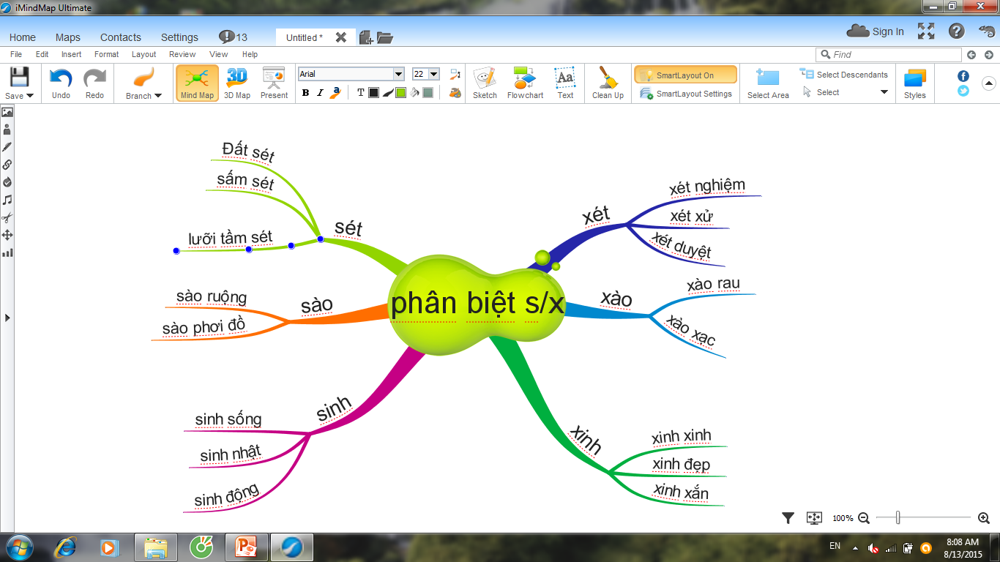 iMindMap Ultimate
Home Maps Contacts Settings 13 Untitled * Sign In
File Edit Insert Format Layout Review View Help Find
Arial 22 SmartLayout On Select Descendants
B I T Aa
Save Undo Redo Branch Mind Map 3D Map Present Sketch Flowchart Text Clean Up SmartLayout Settings Select Area Select Styles
Đất sét
sấm sét
lưỡi tầm sét
sét
sào ruộng
sào phơi đồ
sào
sinh sống
sinh nhật
sinh động
sinh
phân biệt s/x
xét
xét nghiệm
xét xử
xét duyệt
xào
xào rau
xào xạc
xinh
xinh xinh
xinh đẹp
xinh xắn
100%
EN 8:08 AM
8/13/2015